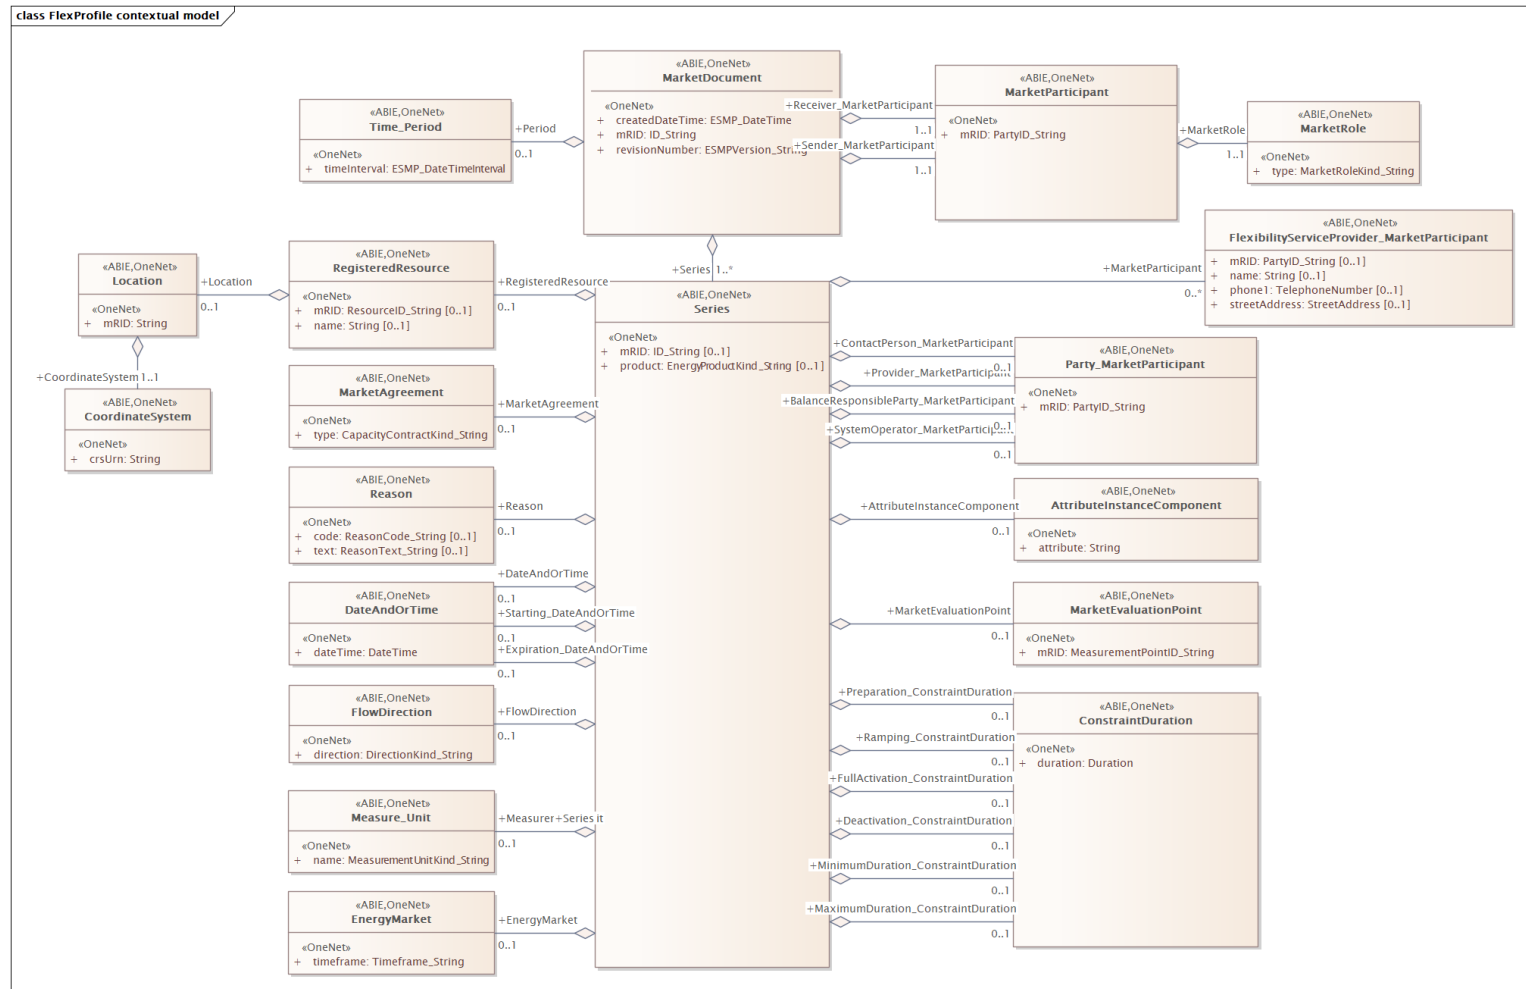 class FlexProfile contextual model
«ABIE,OneNet»
MarketDocument
«OneNet»
+ createdDateTime: ESMP_DateTime
+ mRID: ID_String
+ revisionNumber: ESMPVersion_String
«ABIE,OneNet»
Time_Period
«OneNet»
+ timeInterval: ESMP_DateTimeInterval
+Period
0..1
+Receiver_MarketParticipant
1..1
+Sender_MarketParticipant
1..1
«ABIE,OneNet»
MarketParticipant
«OneNet»
+ mRID: PartyID_String
+MarketRole
1..1
«ABIE,OneNet»
MarketRole
«OneNet»
+ type: MarketRoleKind_String
«ABIE,OneNet»
FlexibilityServiceProvider_MarketParticipant
+ mRID: PartyID_String [0..1]
+ name: String [0..1]
+ phone1: TelephoneNumber [0..1]
+ streetAddress: StreetAddress [0..1]
+MarketParticipant
0..*
+Series 1..*
«ABIE,OneNet»
Series
«OneNet»
+ mRID: ID_String [0..1]
+ product: EnergyProductKind_String [0..1]
«ABIE,OneNet»
Location
«OneNet»
+ mRID: String
+Location
0..1
+CoordinateSystem 1..1
«ABIE,OneNet»
CoordinateSystem
«OneNet»
+ crsUrn: String
«ABIE,OneNet»
RegisteredResource
«OneNet»
+ mRID: ResourceID_String [0..1]
+ name: String [0..1]
+RegisteredResource
0..1
«ABIE,OneNet»
MarketAgreement
«OneNet»
+ type: CapacityContractKind_String
+MarketAgreement
0..1
«ABIE,OneNet»
Reason
«OneNet»
+ code: ReasonCode_String [0..1]
+ text: ReasonText_String [0..1]
+Reason
0..1
«ABIE,OneNet»
DateAndOrTime
«OneNet»
+ dateTime: DateTime
+DateAndOrTime
0..1
+Starting_DateAndOrTime
0..1
+Expiration_DateAndOrTime
0..1
«ABIE,OneNet»
FlowDirection
«OneNet»
+ direction: DirectionKind_String
+FlowDirection
0..1
«ABIE,OneNet»
Measure_Unit
«OneNet»
+ name: MeasurementUnitKind_String
+Measurer+Series it
0..1
«ABIE,OneNet»
EnergyMarket
«OneNet»
+ timeframe: Timeframe_String
+EnergyMarket
0..1
+ContactPerson_MarketParticipant
0..1
+Provider_MarketParticipant
+BalanceResponsibleParty_MarketParticipant
0..1
+SystemOperator_MarketParticipant
0..1
«ABIE,OneNet»
Party_MarketParticipant
«OneNet»
+ mRID: PartyID_String
+AttributeInstanceComponent
0..1
«ABIE,OneNet»
AttributeInstanceComponent
«OneNet»
+ attribute: String
+MarketEvaluationPoint
0..1
«ABIE,OneNet»
MarketEvaluationPoint
«OneNet»
+ mRID: MeasurementPointID_String
+Preparation_ConstraintDuration
0..1
+Ramping_ConstraintDuration
0..1
+FullActivation_ConstraintDuration
0..1
+Deactivation_ConstraintDuration
0..1
+MinimumDuration_ConstraintDuration
0..1
+MaximumDuration_ConstraintDuration
0..1
«ABIE,OneNet»
ConstraintDuration
«OneNet»
+ duration: Duration